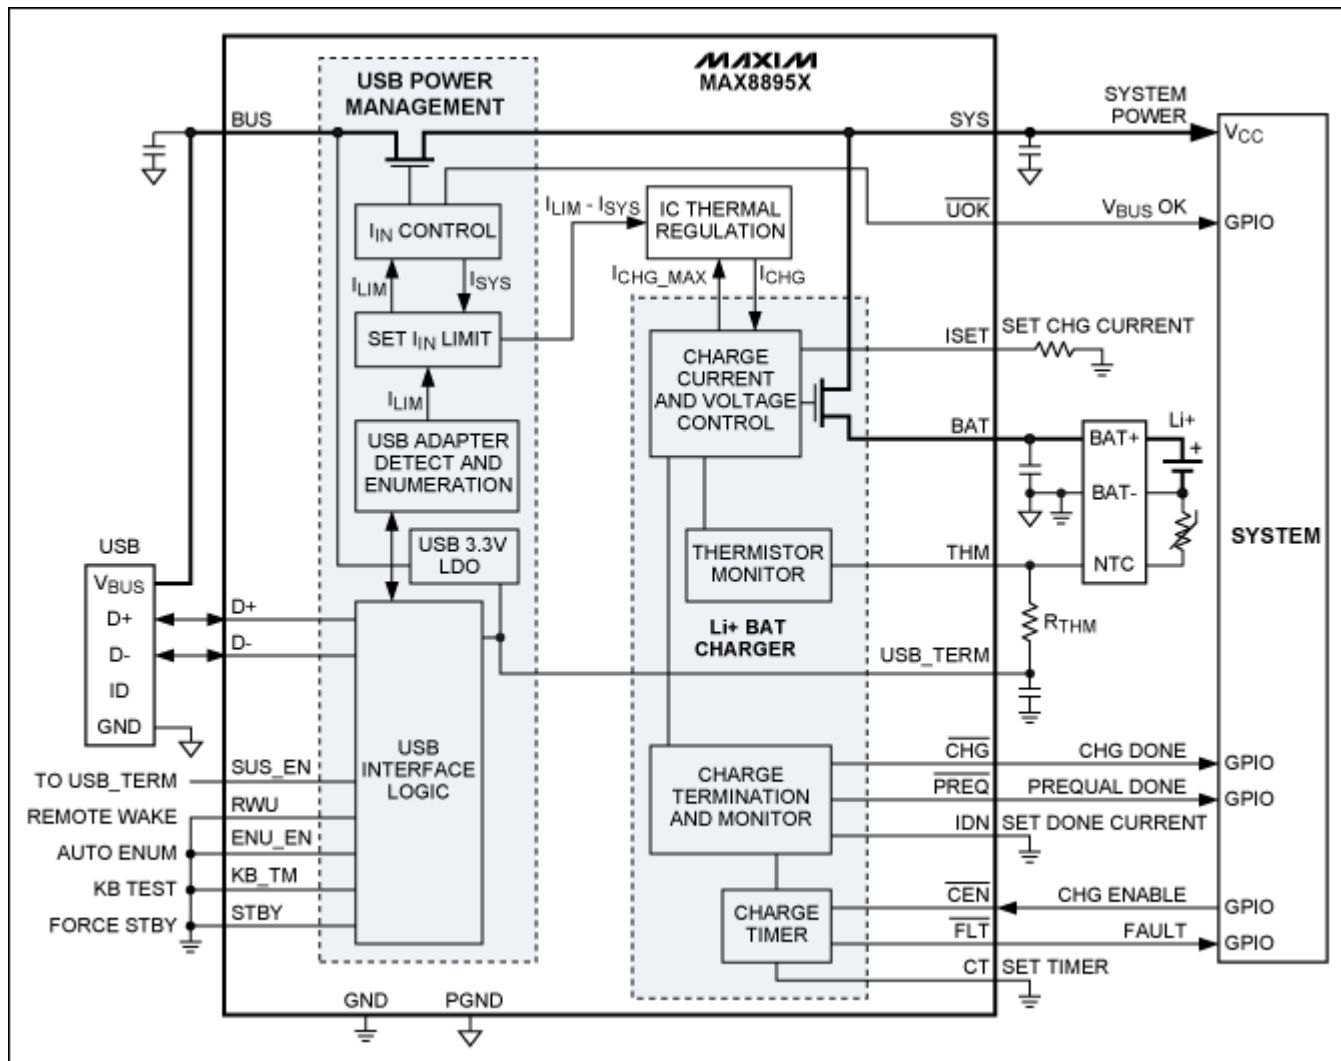 MAXIM
MAX8895X
USB POWER
MANAGEMENT
BUS
SYS
SYSTEM
POWER
VCC
IIN CONTROL
ILIM - ISYS
IC THERMAL
REGULATION
UOK
VBUS OK
GPIO
ILIM
ISYS
ICHG_MAX
ICHG
SET IIN LIMIT
CHARGE
CURRENT
AND VOLTAGE
CONTROL
ISET
SET CHG CURRENT
ILIM
USB ADAPTER
DETECT AND
ENUMERATION
BAT
BAT+
Li+
+
BAT-
SYSTEM
USB 3.3V
LDO
THERMISTOR
MONITOR
THM
NTC
USB
VBUS
D+
D-
ID
GND
D+
D-
Li+ BAT
CHARGER
RTHM
USB_TERM
USB
INTERFACE
LOGIC
TO USB_TERM
SUS_EN
REMOTE WAKE
RWU
AUTO ENUM
ENU_EN
KB TEST
KB_TM
FORCE STBY
STBY
CHARGE
TERMINATION
AND MONITOR
CHG
CHG DONE
GPIO
PREQ
PREQUAL DONE
GPIO
IDN
SET DONE CURRENT
CHARGE
TIMER
CEN
CHG ENABLE
GPIO
FLT
FAULT
GPIO
CT
SET TIMER
GND
PGND